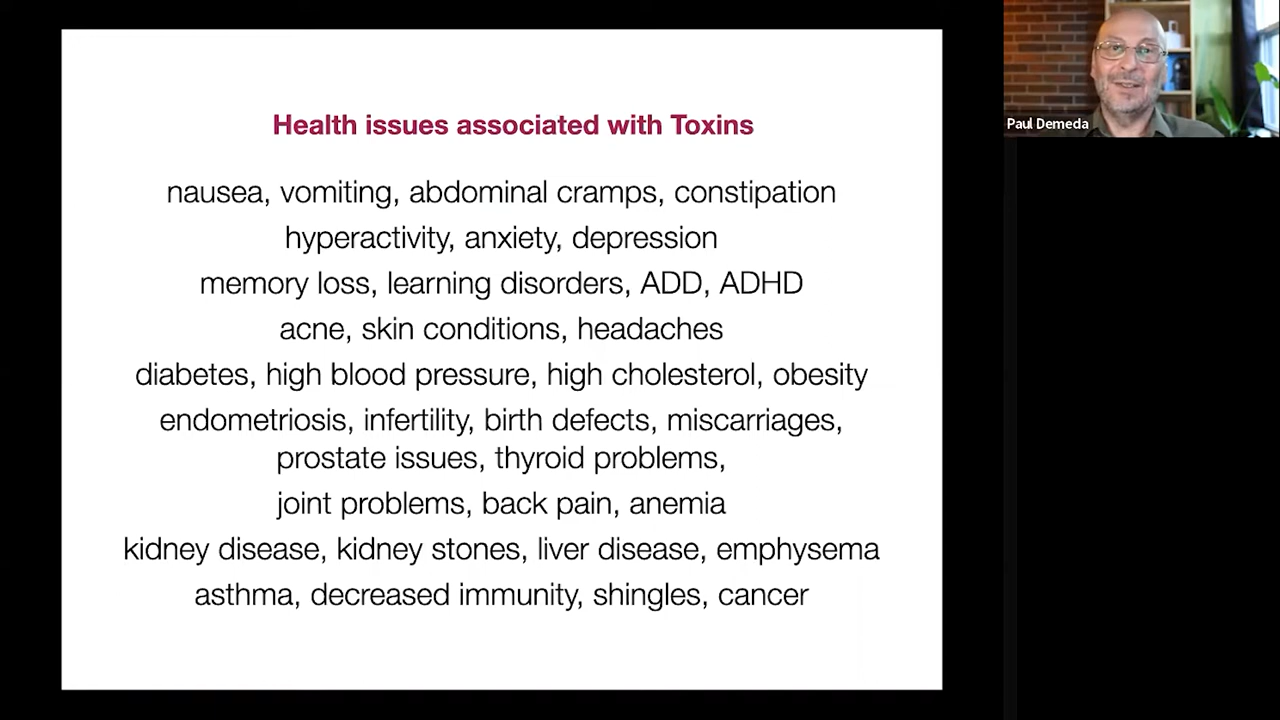 Health issues associated with Toxins
nausea, vomiting, abdominal cramps, constipation
hyperactivity, anxiety, depression
memory loss, learning disorders, ADD, ADHD
acne, skin conditions, headaches
diabetes, high blood pressure, high cholesterol, obesity
endometriosis, infertility, birth defects, miscarriages,
prostate issues, thyroid problems,
joint problems, back pain, anemia
kidney disease, kidney stones, liver disease, emphysema
asthma, decreased immunity, shingles, cancer
Paul Demeda